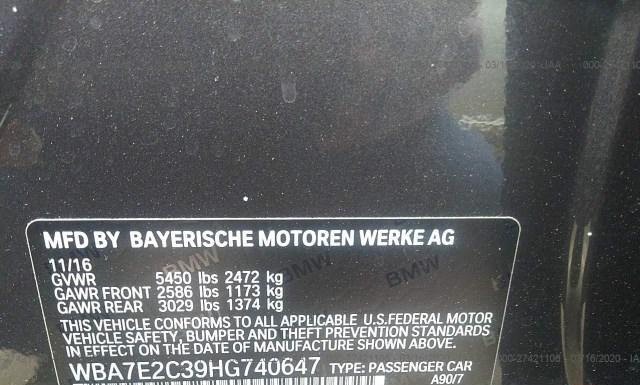 MFD BY BAYERISCHE MOTOREN WERKE AG
11/16
GVWR 5450 lbs 2472 kg
GAWR FRONT 2586 lbs 1173 kg
GAWR REAR 3029 lbs 1374 kg
THIS VEHICLE CONFORMS TO ALL APPLICABLE U.S.FEDERAL MOTOR
VEHICLE SAFETY, BUMPER AND THEFT PREVENTION STANDARDS
IN EFFECT ON THE DATE OF MANUFACTURE SHOWN ABOVE.
WBA7E2C39HG740647 TYPE: PASSENGER CAR
BMW
BMW